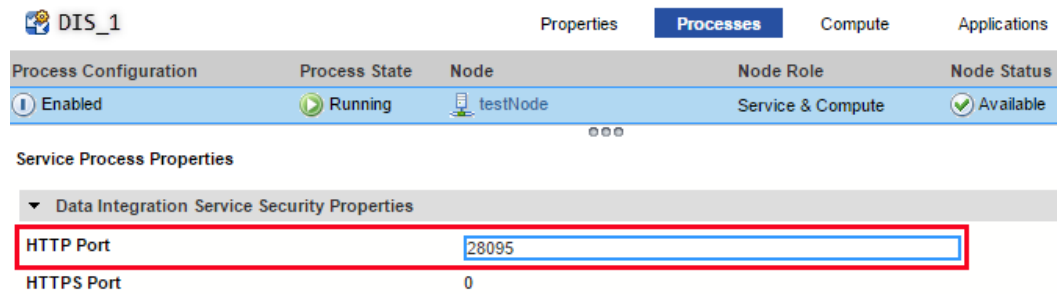 DIS_1 Properties Processes Compute Applications
Process Configuration Process State Node Node Role Node Status
Enabled Running testNode Service & Compute Available
Service Process Properties
Data Integration Service Security Properties
HTTP Port 28095
HTTPS Port 0